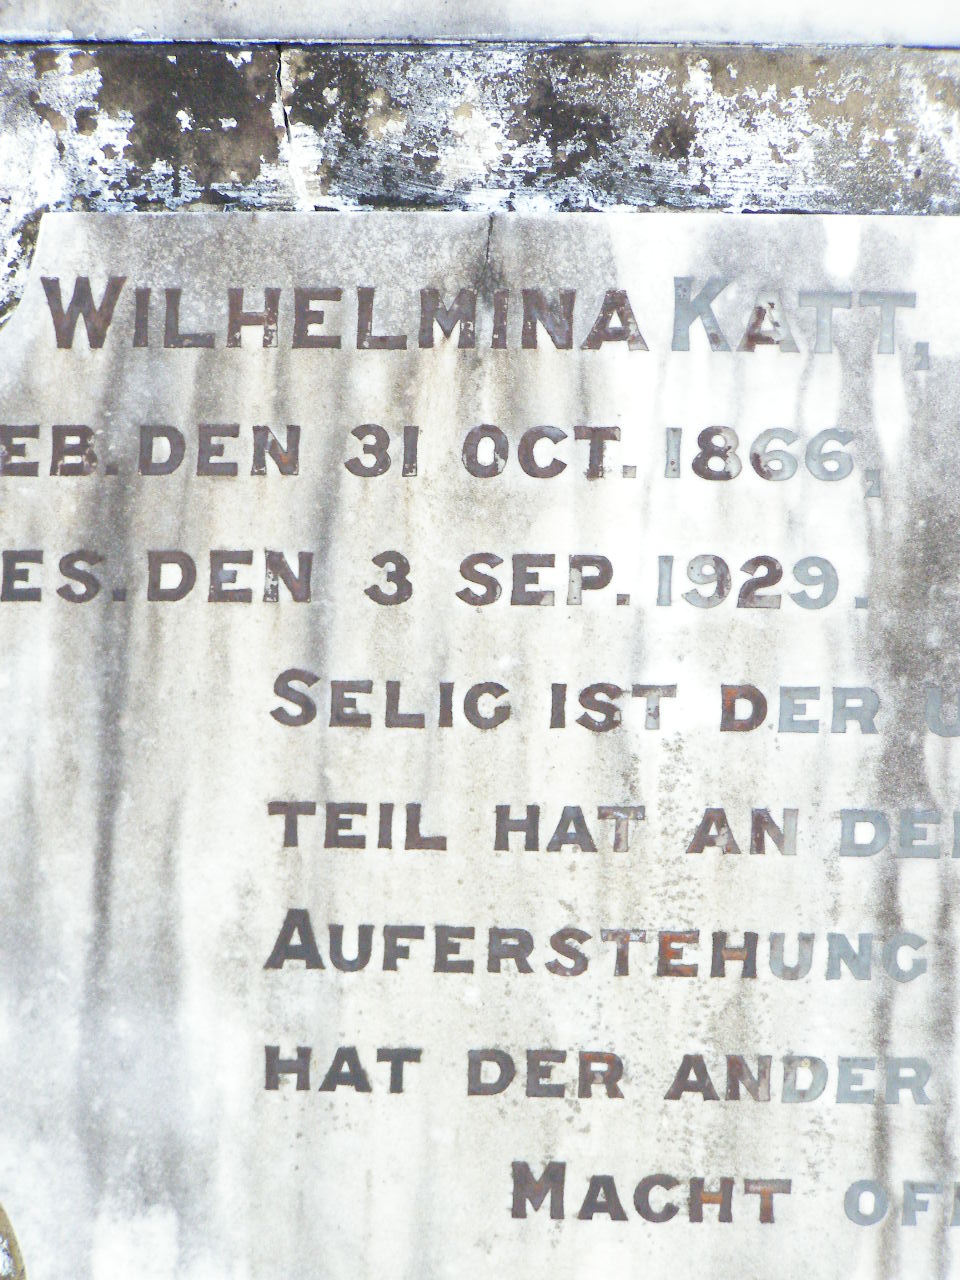 WILHELMINA KATT,
EB. DEN 31 OCT. 1866,
ES. DEN 3 SEP. 1929.
SELIG IST DER U
TEIL HAT AN DE
AUFERSTEHUNG
HAT DER ANDER
MACHT OF